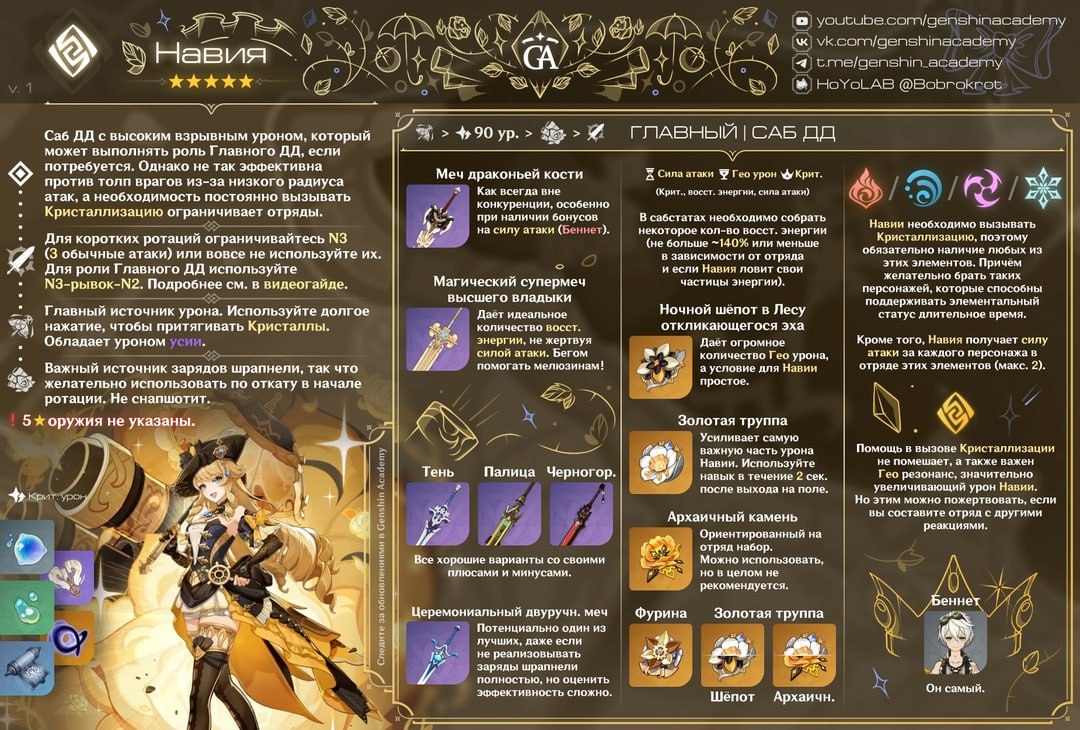 v. 1
Навия
GA
youtube.com/genshinacademy
vk.com/genshinacademy
t.me/genshin_academy
HoYoLAB @Bobrokrot
Саб ДД с высоким взрывным уроном, который
может выполнять роль Главного ДД, если
потребуется. Однако не так эффективна
против толп врагов из-за низкого радиуса
атак, а необходимость постоянно вызывать
Кристаллизацию ограничивает отряды.
Для коротких ротаций ограничивайтесь N3
(3 обычные атаки) или вовсе не используйте их.
Для роли Главного ДД используйте
N3-рывок-N2. Подробнее см. в видеогайде.
Главный источник урона. Используйте долгое
нажатие, чтобы притягивать Кристаллы.
Обладает уроном усии.
Важный источник зарядов шрапнели, так что
желательно использовать по откату в начале
ротации. Не снапшотит.
! 5★оружия не указаны.
Крит. урон
Следите за обновлениями в Genshin Academy
> 90 ур. > >
ГЛАВНЫЙ | САБ ДД
Меч драконьей кости
Как всегда вне
конкуренции, особенно
при наличии бонусов
на силу атаки (Беннет).
Магический супермеч
высшего владыки
Даёт идеальное
количество восст.
энергии, не жертвуя
силой атаки. Бегом
помогать мелюзинам!
Тень Палица Черногор.
Все хорошие варианты со своими
плюсами и минусами.
Церемониальный двуручн. меч
Потенциально один из
лучших, даже если
не реализовывать
заряды шрапнели
полностью, но оценить
эффективность сложно.
Сила атаки Гео урон Крит.
(Крит., восст. энергии, сила атаки)
В сабстатах необходимо собрать
некоторое кол-во восст. энергии
(не больше ~140% или меньше
в зависимости от отряда
и если Навия ловит свои
частицы энергии).
Ночной шёпот в Лесу
откликающегося эха
Даёт огромное
количество Гео урона,
а условие для Навии
простое.
Золотая труппа
Усиливает самую
важную часть урона
Навии. Используйте
навык в течение 2 сек.
после выхода на поле.
Архаичный камень
Ориентированный на
отряд набор.
Можно использовать,
но в целом не
рекомендуется.
Фурина Золотая труппа
Шёпот Архаичн.
/ / /
Навии необходимо вызывать
Кристаллизацию, поэтому
обязательно наличие любых из
этих элементов. Причём
желательно брать таких
персонажей, которые способны
поддерживать элементальный
статус длительное время.
Кроме того, Навия получает силу
атаки за каждого персонажа в
отряде этих элементов (макс. 2).
Помощь в вызове Кристаллизации
не помешает, а также важен
Гео резонанс, значительно
увеличивающий урон Навии.
Но этим можно пожертвовать, если
вы составите отряд с другими
реакциями.
Беннет
Он самый.